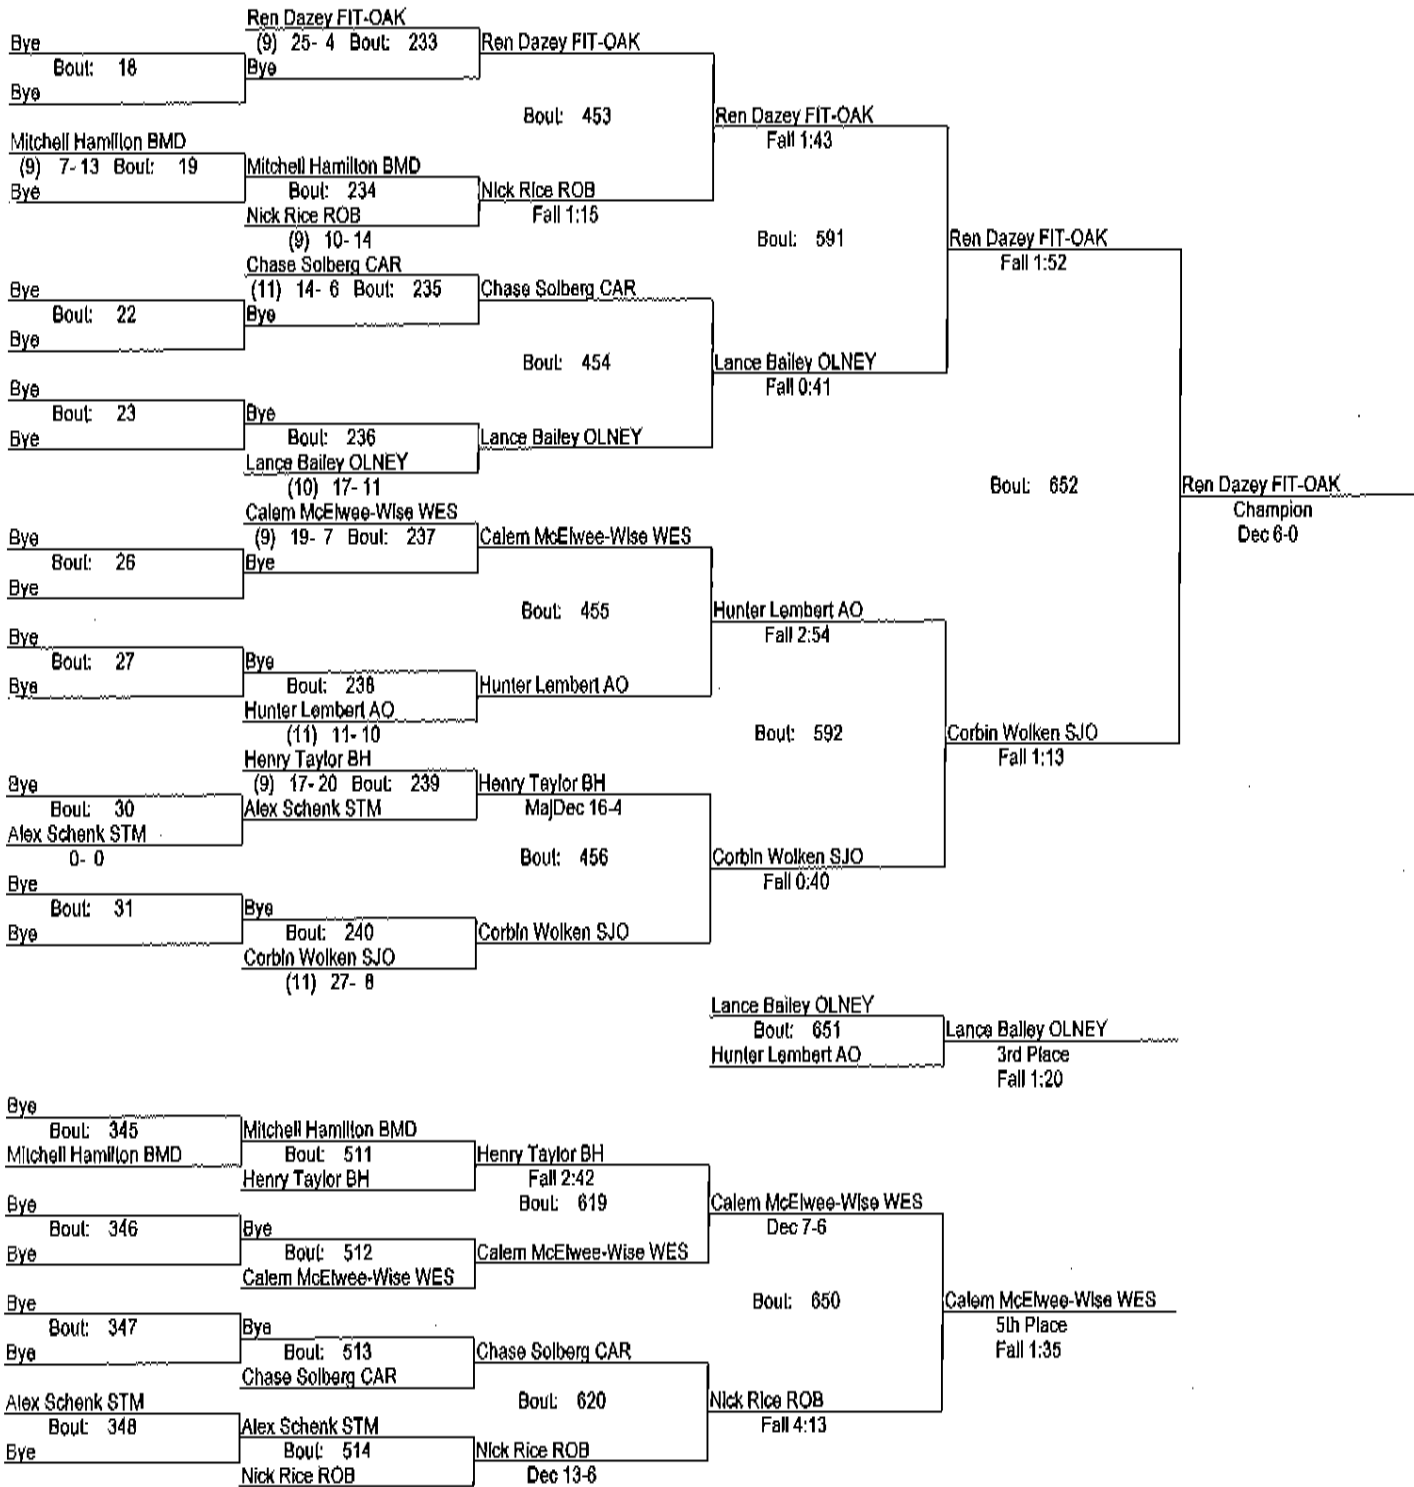 Ren Dazey FIT-OAK
Bye
(9) 25- 4 Bout: 233
Ren Dazey FIT-OAK
Bout: 18
Bye
Bye
Bout: 453
Ren Dazey FIT-OAK
Fall 1:43
Mitchell Hamilton BMD
(9) 7- 13 Bout: 19
Mitchell Hamilton BMD
Bye
Bout: 234
Nick Rice ROB
Nick Rice ROB
Fall 1:15
(9) 10- 14
Bout: 591
Ren Dazey FIT-OAK
Fall 1:52
Chase Solberg CAR
Bye
(11) 14- 6 Bout: 235
Chase Solberg CAR
Bout: 22
Bye
Bye
Bout: 454
Lance Bailey OLNEY
Fall 0:41
Bye
Bout: 23
Bye
Bye
Bout: 236
Lance Bailey OLNEY
Lance Bailey OLNEY
(10) 17- 11
Bout: 652
Ren Dazey FIT-OAK
Champion
Dec 6-0
Calem McElwee-Wise WES
Bye
(9) 19- 7 Bout: 237
Calem McElwee-Wise WES
Bout: 26
Bye
Bye
Bout: 455
Hunter Lembert AO
Fall 2:54
Bye
Bout: 27
Bye
Bye
Bout: 238
Hunter Lembert AO
Hunter Lembert AO
(11) 11- 10
Bout: 592
Corbin Wolken SJO
Fall 1:13
Henry Taylor BH
Bye
(9) 17- 20 Bout: 239
Henry Taylor BH
Bout: 30
Alex Schenk STM
MajDec 16-4
Alex Schenk STM
0- 0
Bout: 456
Corbin Wolken SJO
Fall 0:40
Bye
Bout: 31
Bye
Bye
Bout: 240
Corbin Wolken SJO
Corbin Wolken SJO
(11) 27- 8
Lance Bailey OLNEY
Bout: 651
Lance Bailey OLNEY
Hunter Lembert AO
3rd Place
Fall 1:20
Bye
Bout: 345
Mitchell Hamilton BMD
Mitchell Hamilton BMD
Bout: 511
Henry Taylor BH
Henry Taylor BH
Fall 2:42
Bye
Bout: 619
Calem McElwee-Wise WES
Bout: 346
Bye
Dec 7-6
Bye
Bout: 512
Calem McElwee-Wise WES
Calem McElwee-Wise WES
Bye
Bout: 650
Calem McElwee-Wise WES
Bout: 347
Bye
5th Place
Bye
Bout: 513
Chase Solberg CAR
Fall 1:35
Chase Solberg CAR
Alex Schenk STM
Bout: 620
Nick Rice ROB
Bout: 348
Alex Schenk STM
Fall 4:13
Bye
Bout: 514
Nick Rice ROB
Nick Rice ROB
Dec 13-6